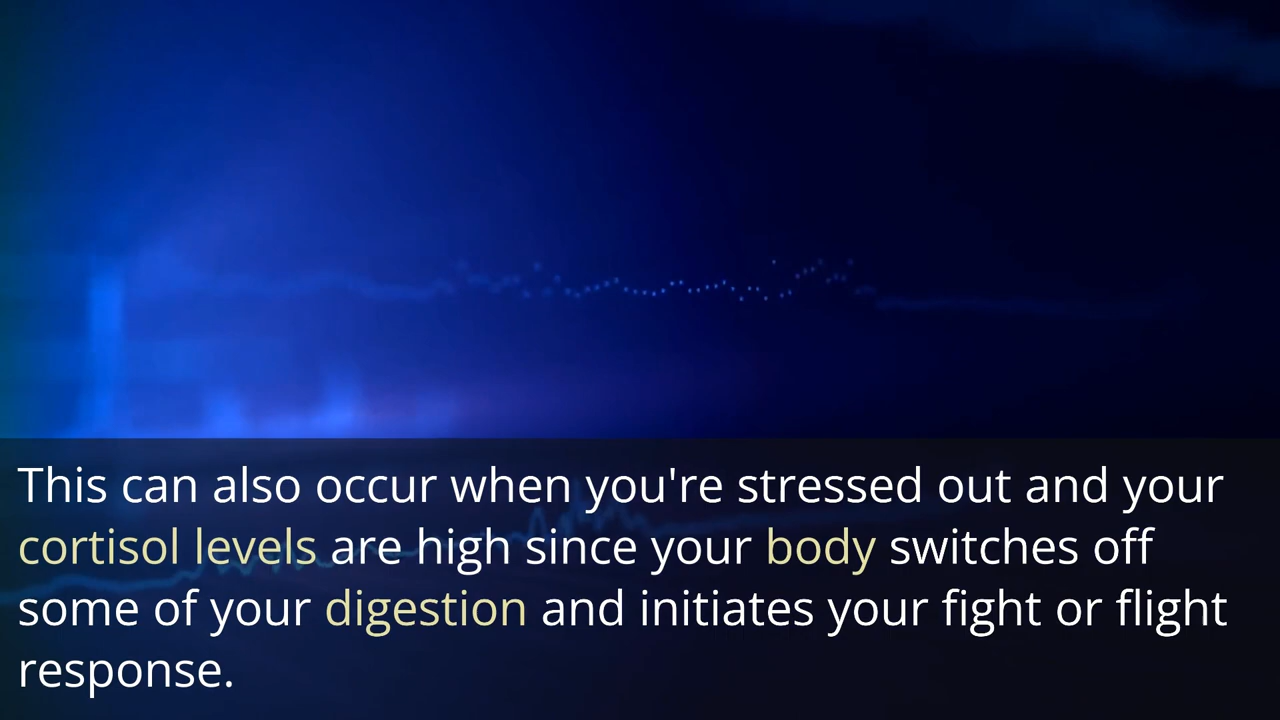 This can also occur when you're stressed out and your
cortisol levels are high since your body switches off
some of your digestion and initiates your fight or flight
response.